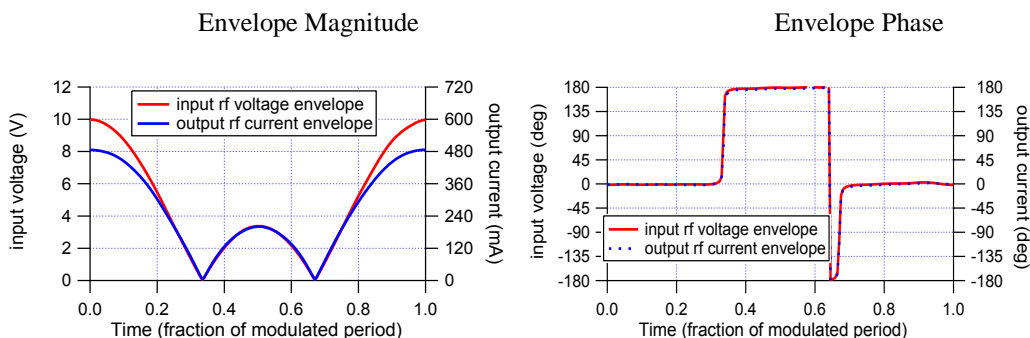 Envelope Magnitude
Envelope Phase
input voltage (V)
12
10
8
6
4
2
0
720
600
480
360
240
120
0
output current (mA)
input rf voltage envelope
output rf current envelope
0.0 0.2 0.4 0.6 0.8 1.0
Time (fraction of modulated period)
input voltage (deg)
180
135
90
45
0
-45
-90
-135
-180
180
135
90
45
0
-45
-90
-135
-180
output current (deg)
input rf voltage envelope
output rf current envelope
0.0 0.2 0.4 0.6 0.8 1.0
Time (fraction of modulated period)